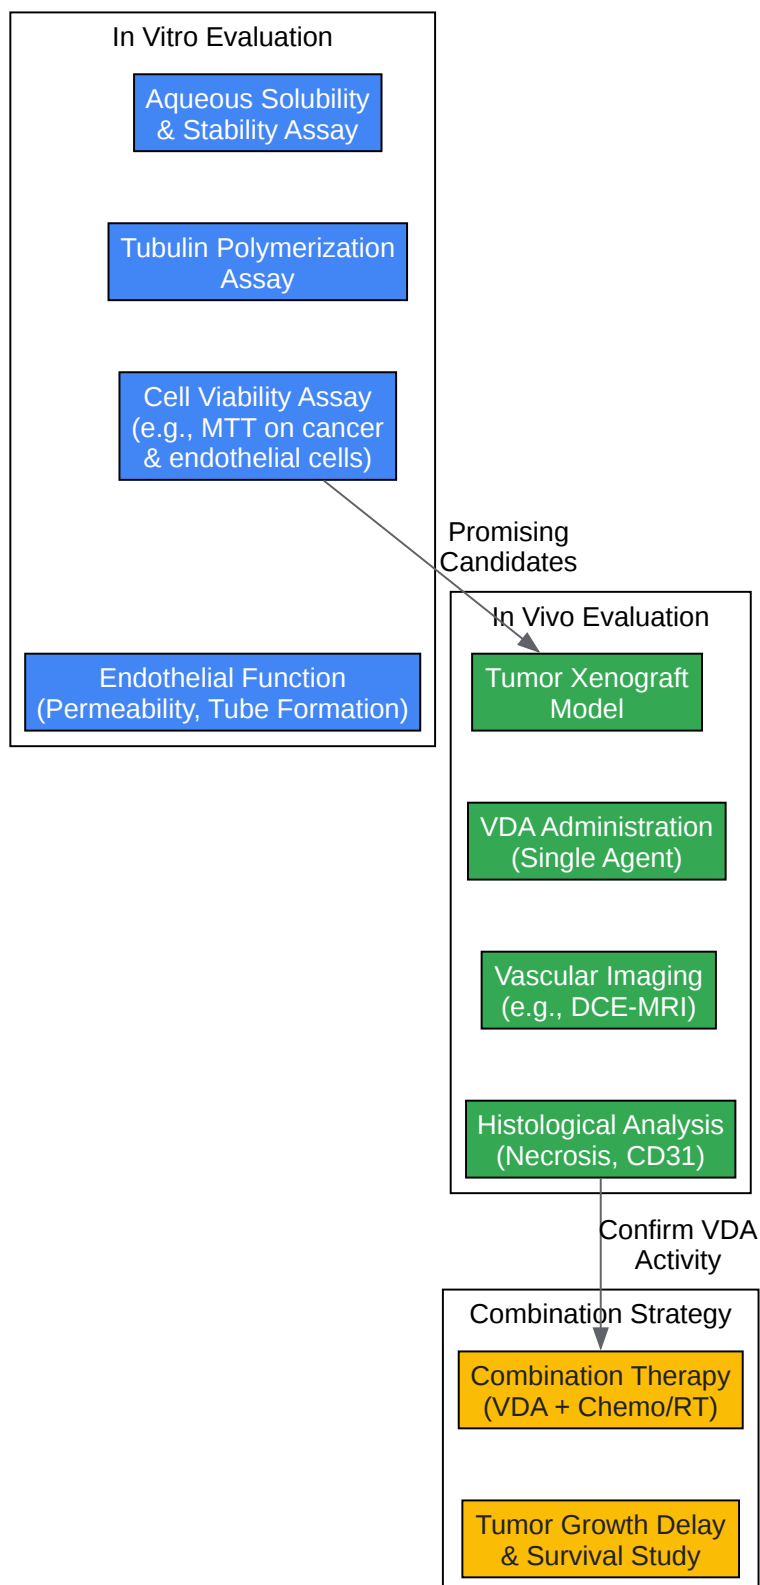 In Vitro Evaluation
Aqueous Solubility
& Stability Assay
Tubulin Polymerization
Assay
Cell Viability Assay
(e.g., MTT on cancer
& endothelial cells)
Promising
Candidates
In Vivo Evaluation
Endothelial Function
(Permeability, Tube Formation)
Tumor Xenograft
Model
VDA Administration
(Single Agent)
Vascular Imaging
(e.g., DCE-MRI)
Histological Analysis
(Necrosis, CD31)
Confirm VDA
Activity
Combination Strategy
Combination Therapy
(VDA + Chemo/RT)
Tumor Growth Delay
& Survival Study